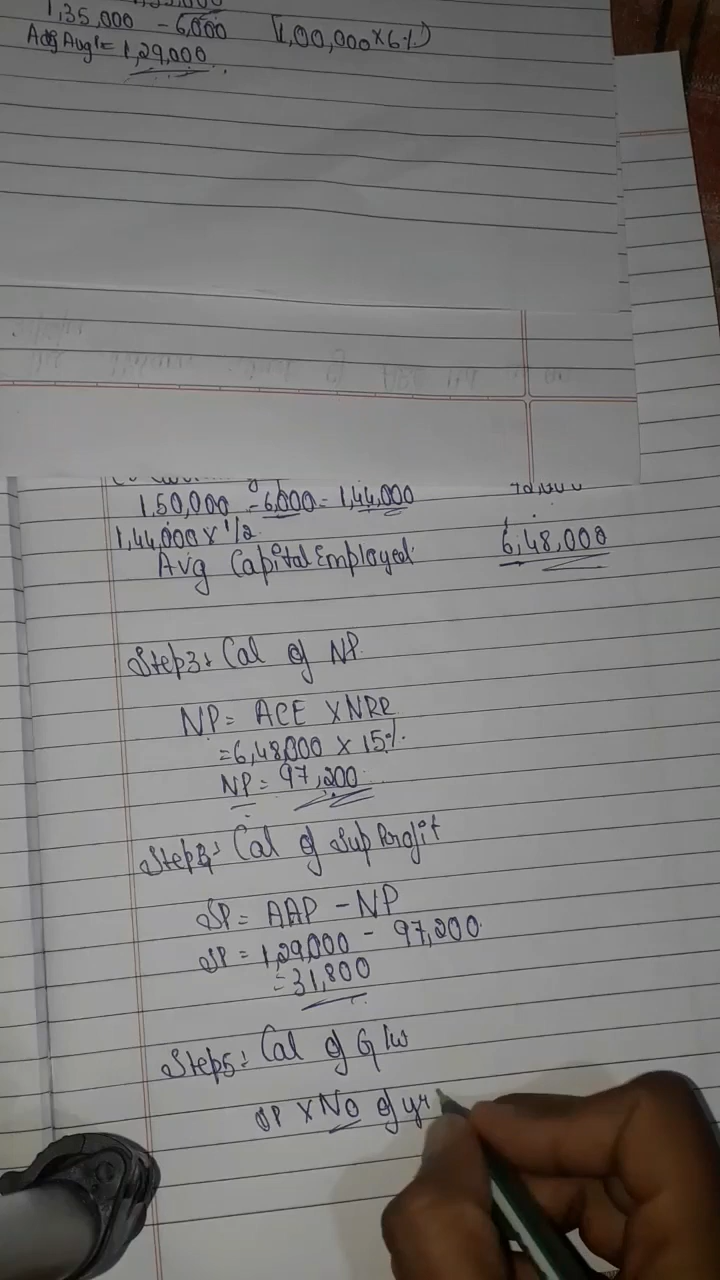 1,35,000 - 6,000 (1,00,000×6%)
Adg Avg = 1,29,000
1,50,000 - 6,000 = 1,44,000
1,44,000 × 1/2
Avg Capital Employed 6,48,000
Step3: Cal of NP
NP = ACE × NRR
= 6,48,000 × 15%
NP = 97,200
Step4: Cal of Sup Profit
SP = AAP - NP
SP = 1,29,000 - 97,200
= 31,800
Step5: Cal of G/w
SP × No of yr